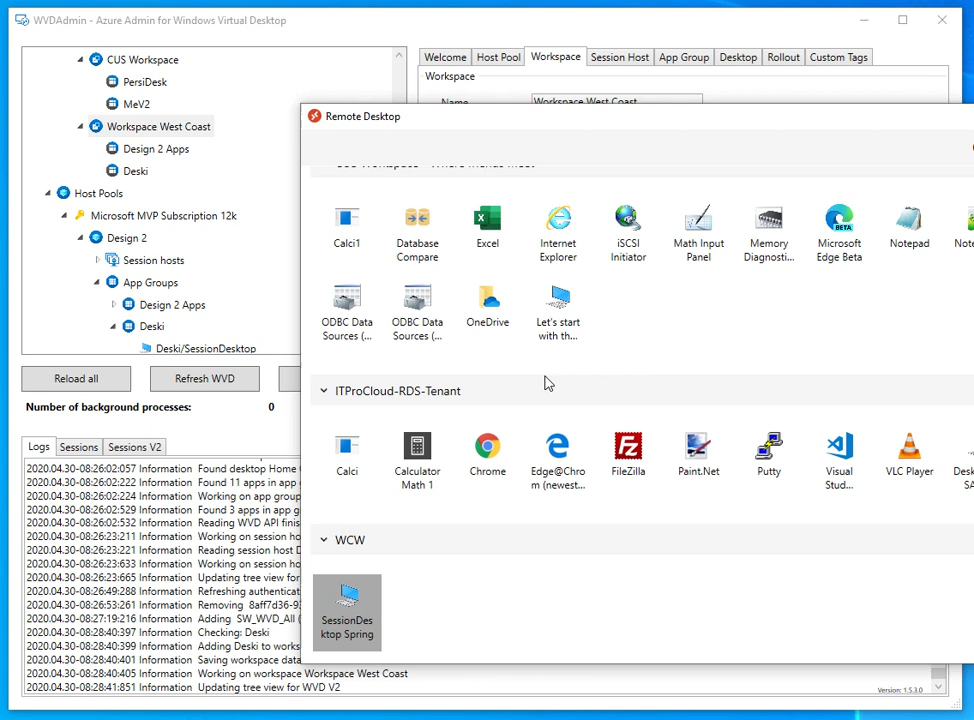 WVDAdmin - Azure Admin for Windows Virtual Desktop
CUS Workspace
PersiDesk
MeV2
Workspace West Coast
Design 2 Apps
Deski
Host Pools
Microsoft MVP Subscription 12k
Design 2
Session hosts
App Groups
Design 2 Apps
Deski
Deski/SessionDesktop
Welcome
Host Pool
Workspace
Session Host
App Group
Desktop
Rollout
Custom Tags
Workspace
Name
Workspace West Coast
Reload all
Refresh WVD
Number of background processes: 0
Logs
Sessions
Sessions V2
2020.04.30-08:26:02:057 Information Found desktop Home
2020.04.30-08:26:02:222 Information Found 11 apps in app g
2020.04.30-08:26:02:224 Information Working on app group
2020.04.30-08:26:02:529 Information Found 3 apps in app g
2020.04.30-08:26:02:532 Information Reading WVD API finis
2020.04.30-08:26:23:211 Information Working on session ho
2020.04.30-08:26:23:221 Information Reading session host D
2020.04.30-08:26:23:633 Information Working on session ho
2020.04.30-08:26:23:665 Information Updating tree view for
2020.04.30-08:26:49:288 Information Refreshing authenticat
2020.04.30-08:26:53:261 Information Removing 8aff7d36-93
2020.04.30-08:27:19:216 Information Adding SW_WVD_All (
2020.04.30-08:28:40:397 Information Checking: Deski
2020.04.30-08:28:40:399 Information Adding Deski to works
2020.04.30-08:28:40:401 Information Saving workspace data
2020.04.30-08:28:40:405 Information Working on workspace Workspace West Coast
2020.04.30-08:28:41:851 Information Updating tree view for WVD V2
Version: 1.5.3.0
Remote Desktop
CUS Workspace - Where friends meet
Calci1
Database
Compare
Excel
Internet
Explorer
iSCSI
Initiator
Math Input
Panel
Memory
Diagnosti...
Microsoft
Edge Beta
Notepad
Note
ODBC Data
Sources (...
ODBC Data
Sources (...
OneDrive
Let's start
with th...
ITProCloud-RDS-Tenant
Calci
Calculator
Math 1
Chrome
Edge@Chro
m (newest...
FileZilla
Paint.Net
Putty
Visual
Stud...
VLC Player
Desk
SA
WCW
SessionDes
ktop Spring